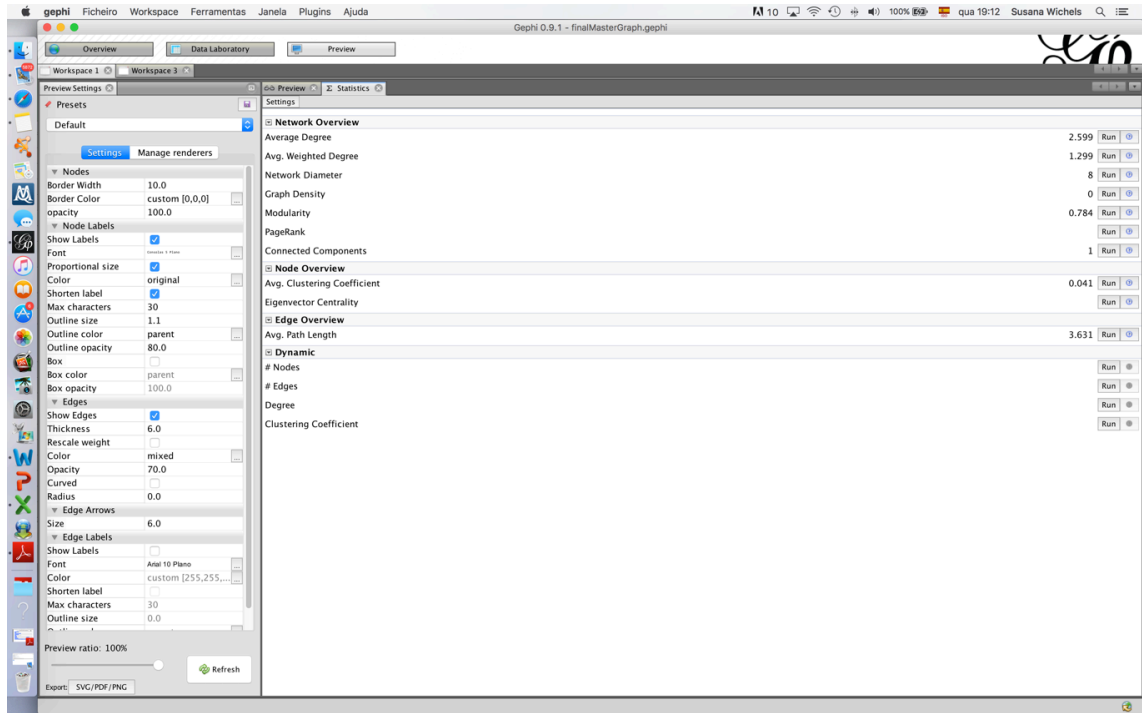 gephi Ficheiro Workspace Ferramentas Janela Plugins Ajuda 10 100% qua 19:12 Susana Wichels
Gephi 0.9.1 - finalMasterGraph.gephi
Overview Data Laboratory Preview
Workspace 1 Workspace 3
Preview Settings Preview Σ Statistics
Presets
Settings
Default
Settings Manage renderers
Nodes
Border Width 10.0
Border Color custom [0,0,0] ...
opacity 100.0
Node Labels
Show Labels
Font ...
Proportional size
Color original ...
Shorten label
Max characters 30
Outline size 1.1
Outline color parent ...
Outline opacity 80.0
Box
Box color parent ...
Box opacity 100.0
Edges
Show Edges
Thickness 6.0
Rescale weight
Color mixed ...
Opacity 70.0
Curved
Radius 0.0
Edge Arrows
Size 6.0
Edge Labels
Show Labels
Font Arial 10 Plano ...
Color custom [255,255,... ...
Shorten label
Max characters 30
Outline size 0.0
Preview ratio: 100%
Refresh
Export: SVG/PDF/PNG
Network Overview
Average Degree 2.599 Run
Avg. Weighted Degree 1.299 Run
Network Diameter 8 Run
Graph Density 0 Run
Modularity 0.784 Run
PageRank Run
Connected Components 1 Run
Node Overview
Avg. Clustering Coefficient 0.041 Run
Eigenvector Centrality Run
Edge Overview
Avg. Path Length 3.631 Run
Dynamic
# Nodes Run
# Edges Run
Degree Run
Clustering Coefficient Run